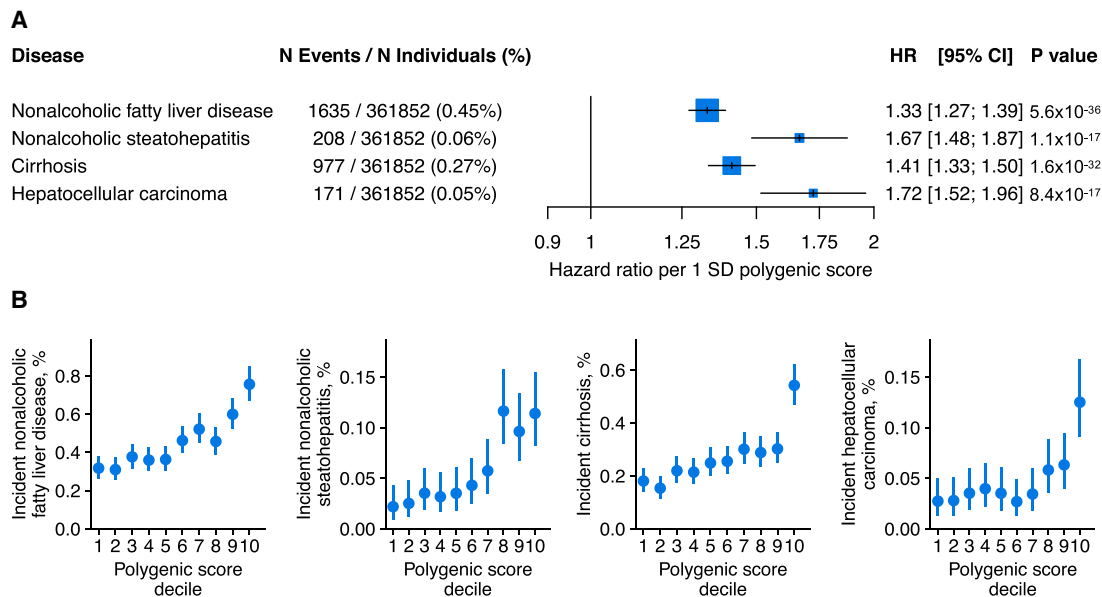 A
Disease N Events / N Individuals (%) HR [95% CI] P value
Nonalcoholic fatty liver disease 1635 / 361852 (0.45%) 1.33 [1.27; 1.39] 5.6x10-36
Nonalcoholic steatohepatitis 208 / 361852 (0.06%) 1.67 [1.48; 1.87] 1.1x10-17
Cirrhosis 977 / 361852 (0.27%) 1.41 [1.33; 1.50] 1.6x10-32
Hepatocellular carcinoma 171 / 361852 (0.05%) 1.72 [1.52; 1.96] 8.4x10-17
0.9 1 1.25 1.5 1.75 2
Hazard ratio per 1 SD polygenic score
B
Incident nonalcoholic
fatty liver disease, %
0.8
0.6
0.4
0.2
0.0
1 2 3 4 5 6 7 8 9 10
Polygenic score
decile
Incident nonalcoholic
steatohepatitis, %
0.15
0.10
0.05
0.00
1 2 3 4 5 6 7 8 9 10
Polygenic score
decile
Incident cirrhosis, %
0.6
0.4
0.2
0.0
1 2 3 4 5 6 7 8 9 10
Polygenic score
decile
Incident hepatocellular
carcinoma, %
0.15
0.10
0.05
0.00
1 2 3 4 5 6 7 8 9 10
Polygenic score
decile